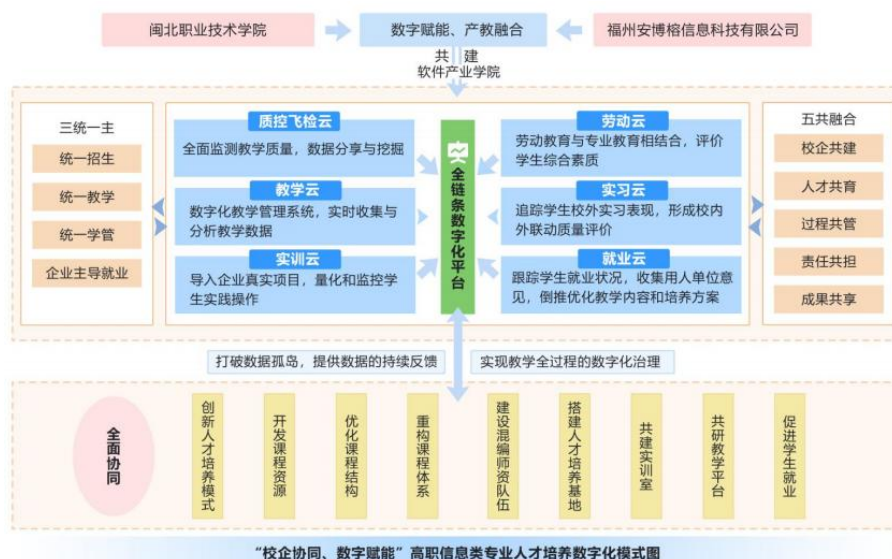 闽北职业技术学院
数字赋能、产教融合
福州安博榕信息科技有限公司
共 建
软件产业学院
三统一主
统一招生
统一教学
统一学管
企业主导就业
质控飞检云
全面监测教学质量，数据分享与挖掘
教学云
数字化教学管理系统，实时收集与
分析教学数据
实训云
导入企业真实项目，量化和监控学
生实践操作
全链条数字化平台
劳动云
劳动教育与专业教育相结合，评价
学生综合素质
实习云
追踪学生校外实习表现，形成校内
外联动质量评价
就业云
跟踪学生就业状况，收集用人单位意
见，倒推优化教学内容和培养方案
五共融合
校企共建
人才共育
过程共管
责任共担
成果共享
打破数据孤岛，提供数据的持续反馈
实现教学全过程的数字化治理
全面协同
创新人才培养模式
开发课程资源
优化课程结构
重构课程体系
建设混编师资队伍
搭建人才培养基地
共建实训室
共研教学平台
促进学生就业
“校企协同、数字赋能”高职信息类专业人才培养数字化模式图